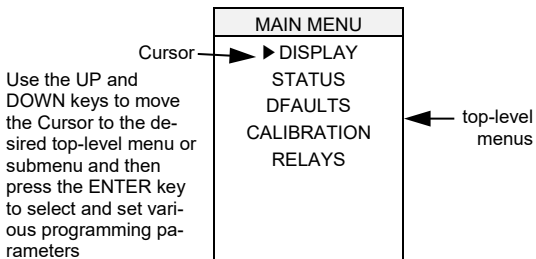 MAIN MENU
Cursor
DISPLAY
STATUS
DFAULTS
CALIBRATION
RELAYS
Use the UP and
DOWN keys to move
the Cursor to the de-
sired top-level menu or
submenu and then
press the ENTER key
to select and set vari-
ous programming pa-
rameters
top-level
menus